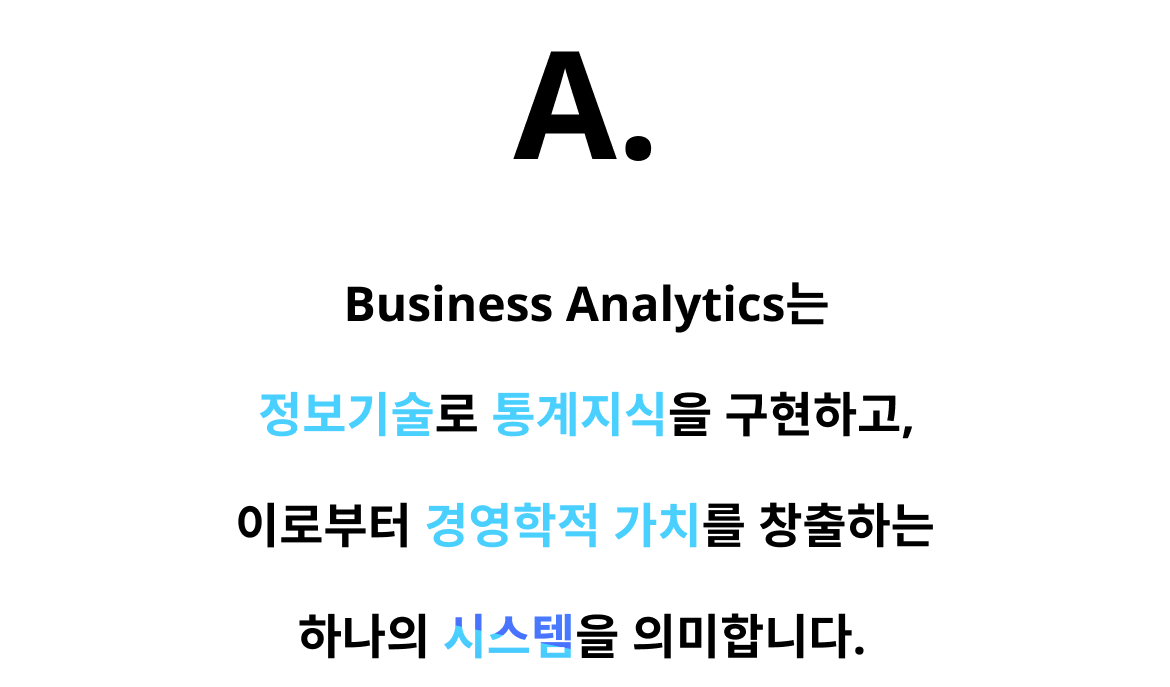 A.
Business Analytics는
정보기술로 통계지식을 구현하고,
이로부터 경영학적 가치를 창출하는
하나의 시스템을 의미합니다.